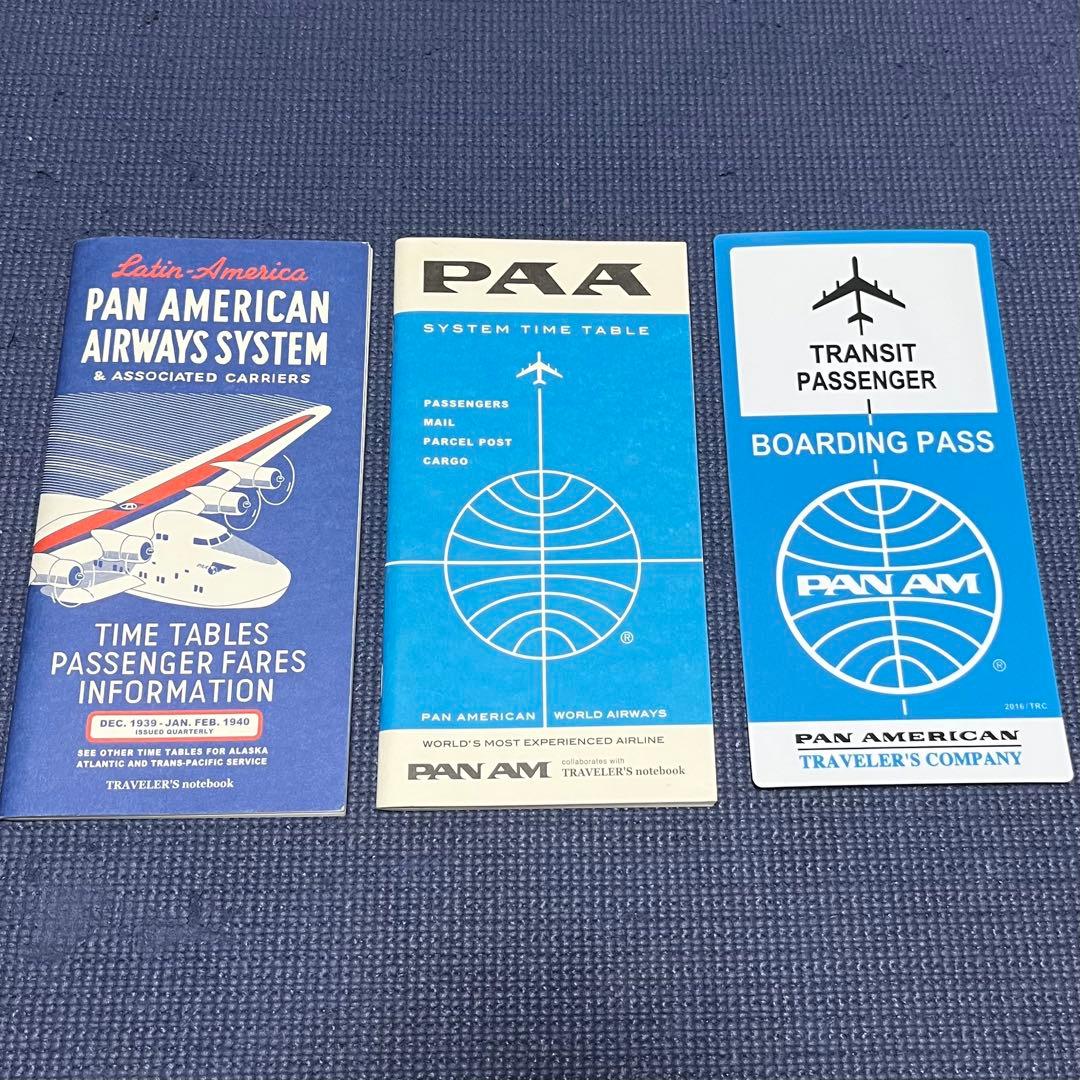 Latin-America
PAN AMERICAN
AIRWAYS SYSTEM
& ASSOCIATED CARRIERS
TIME TABLES
PASSENGER FARES
INFORMATION
DEC. 1939 - JAN. FEB. 1940
ISSUED QUARTERLY
SEE OTHER TIME TABLES FOR ALASKA
ATLANTIC AND TRANS-PACIFIC SERVICE
TRAVELER'S notebook
PAA
SYSTEM TIME TABLE
PASSENGERS
MAIL
PARCEL POST
CARGO
®
PAN AMERICAN WORLD AIRWAYS
WORLD'S MOST EXPERIENCED AIRLINE
PAN AM collaborates with
TRAVELER'S notebook
TRANSIT
PASSENGER
BOARDING PASS
PAN AM
®
2016/TRC
PAN AMERICAN
TRAVELER'S COMPANY